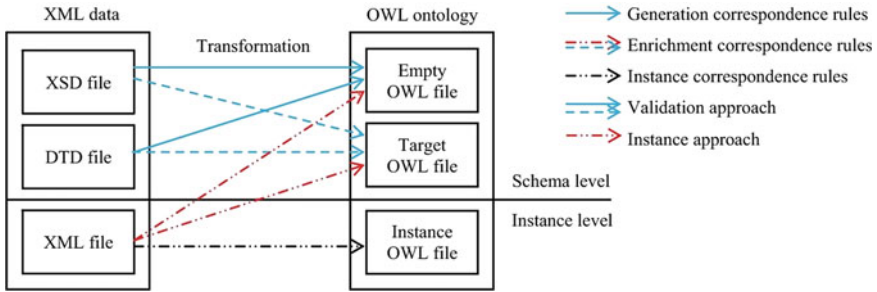 XML data
Transformation
OWL ontology
XSD file
DTD file
XML file
Empty
OWL file
Target
OWL file
Instance
OWL file
Schema level
Instance level
Generation correspondence rules
Enrichment correspondence rules
Instance correspondence rules
Validation approach
Instance approach